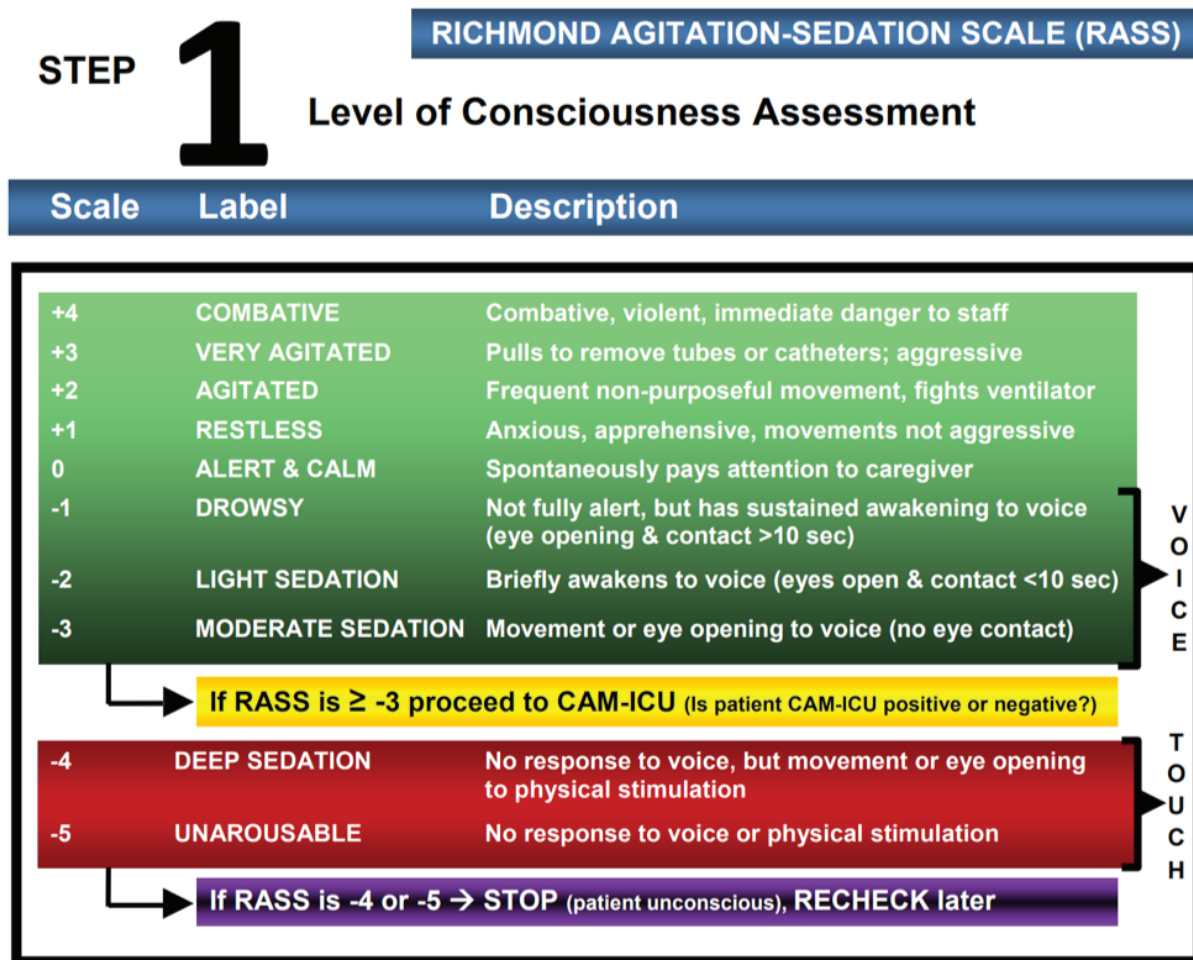 RICHMOND AGITATION-SEDATION SCALE (RASS)
STEP 1
Level of Consciousness Assessment
Scale Label Description
+4 COMBATIVE Combative, violent, immediate danger to staff
+3 VERY AGITATED Pulls to remove tubes or catheters; aggressive
+2 AGITATED Frequent non-purposeful movement, fights ventilator
+1 RESTLESS Anxious, apprehensive, movements not aggressive
0 ALERT & CALM Spontaneously pays attention to caregiver
-1 DROWSY Not fully alert, but has sustained awakening to voice
(eye opening & contact >10 sec)
-2 LIGHT SEDATION Briefly awakens to voice (eyes open & contact <10 sec)
-3 MODERATE SEDATION Movement or eye opening to voice (no eye contact)
VOICE
If RASS is ≥ -3 proceed to CAM-ICU (Is patient CAM-ICU positive or negative?)
-4 DEEP SEDATION No response to voice, but movement or eye opening
to physical stimulation
-5 UNAROUSABLE No response to voice or physical stimulation
TOUCH
If RASS is -4 or -5 → STOP (patient unconscious), RECHECK later